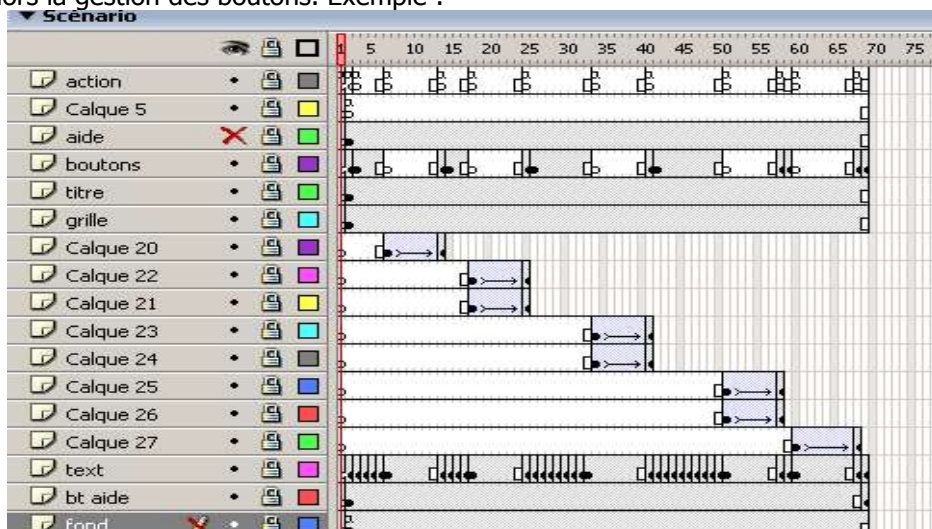 lors la gestion des boutons. Exemple :
Scénario
1 5 10 15 20 25 30 35 40 45 50 55 60 65 70 75
action
Calque 5
aide
boutons
titre
grille
Calque 20
Calque 22
Calque 21
Calque 23
Calque 24
Calque 25
Calque 26
Calque 27
text
bt aide
fond